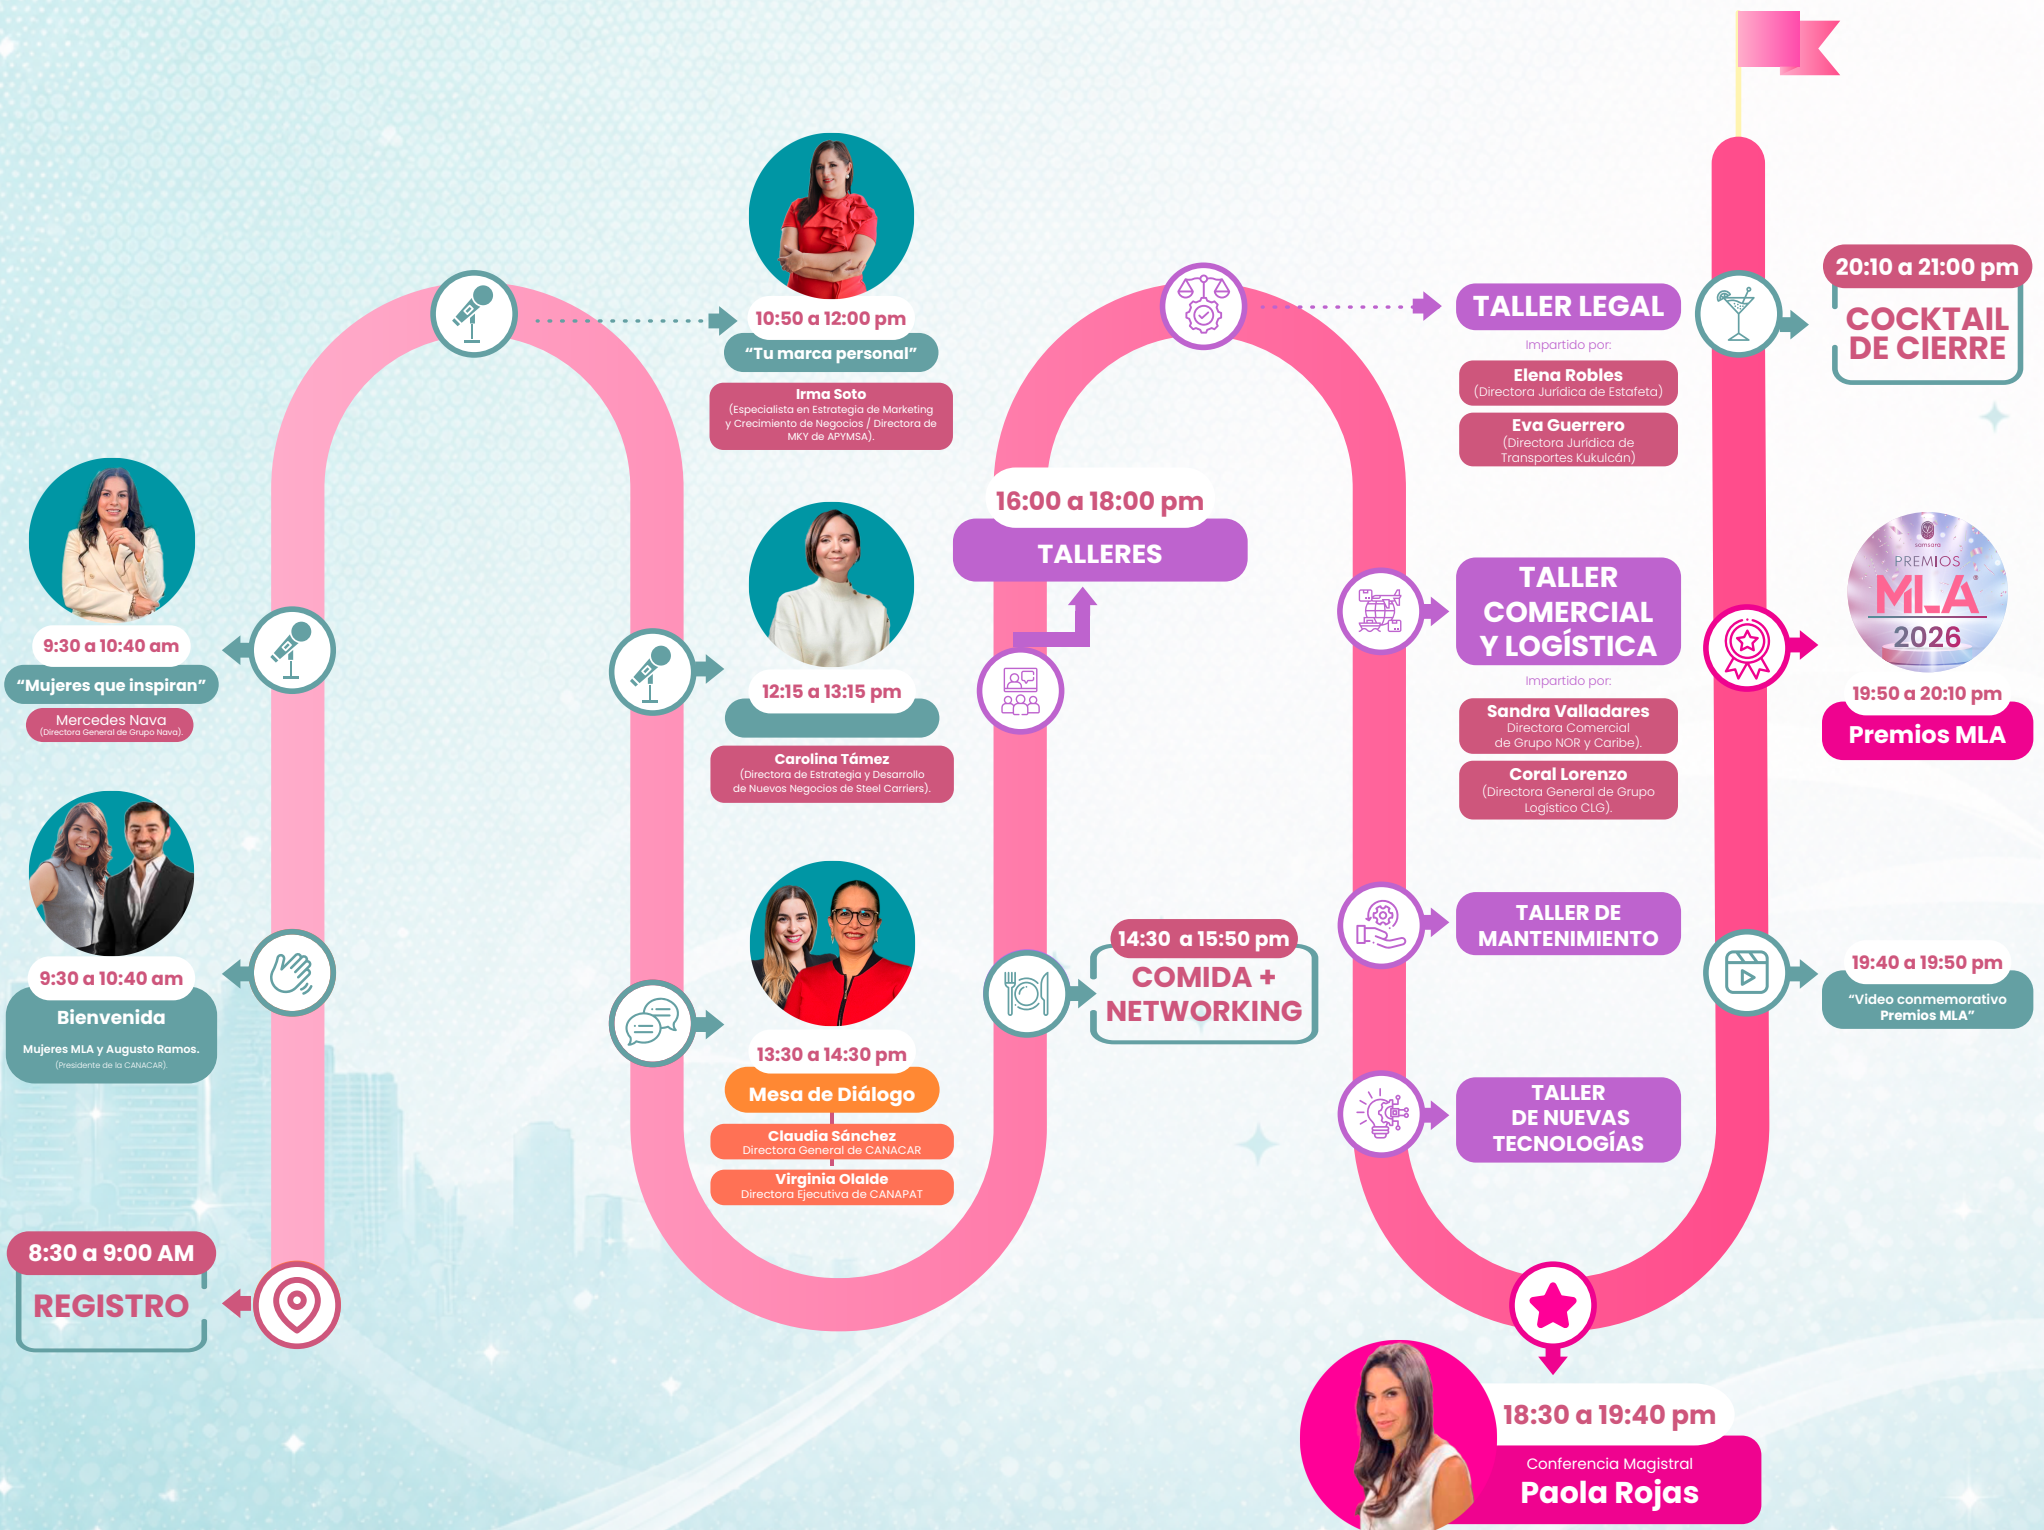 8:30 a 9:00 AM
REGISTRO
9:30 a 10:40 am
Bienvenida
Mujeres MLA y Augusto Ramos.
(Presidente de la CANACAR).
9:30 a 10:40 am
“Mujeres que inspiran”
Mercedes Nava
(Directora General de Grupo Nava).
10:50 a 12:00 pm
“Tu marca personal”
Irma Soto
(Especialista en Estrategia de Marketing
y Crecimiento de Negocios / Directora de
MKY de APYMSA).
12:15 a 13:15 pm
Carolina Támez
(Directora de Estrategia y Desarrollo
de Nuevos Negocios de Steel Carriers).
13:30 a 14:30 pm
Mesa de Diálogo
Claudia Sánchez
Directora General de CANACAR
Virginia Olalde
Directora Ejecutiva de CANAPAT
14:30 a 15:50 pm
COMIDA +
NETWORKING
16:00 a 18:00 pm
TALLERES
TALLER LEGAL
Impartido por:
Elena Robles
(Directora Jurídica de Estafeta)
Eva Guerrero
(Directora Jurídica de
Transportes Kukulcán)
TALLER
COMERCIAL
Y LOGÍSTICA
Impartido por:
Sandra Valladares
Directora Comercial
de Grupo NOR y Caribe).
Coral Lorenzo
(Directora General de Grupo
Logístico CLG).
TALLER DE
MANTENIMIENTO
TALLER
DE NUEVAS
TECNOLOGÍAS
18:30 a 19:40 pm
Conferencia Magistral
Paola Rojas
19:40 a 19:50 pm
“Video conmemorativo
Premios MLA”
samsara
PREMIOS
MLA®
2026
19:50 a 20:10 pm
Premios MLA
20:10 a 21:00 pm
COCKTAIL
DE CIERRE